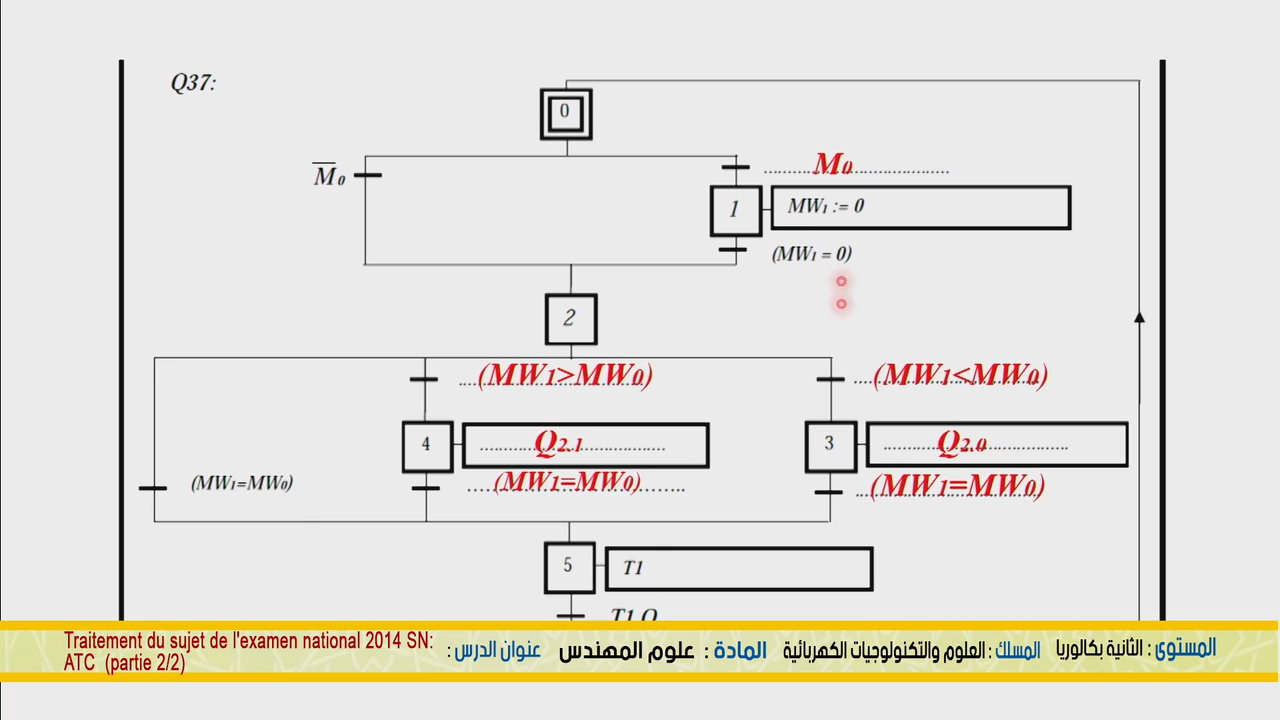 Q37:
0
M̅0
M0
1
MW1 := 0
(MW1 = 0)
2
(MW1>MW0)
(MW1<MW0)
4
Q2.1
3
Q2.0
(MW1=MW0)
(MW1=MW0)
(MW1=MW0)
5
T1
T1.Q
المستوى : الثانية بكالوريا المسلك : العلوم والتكنولوجيات الكهربائية المادة : علوم المهندس عنوان الدرس :
Traitement du sujet de l'examen national 2014 SN:
ATC (partie 2/2)